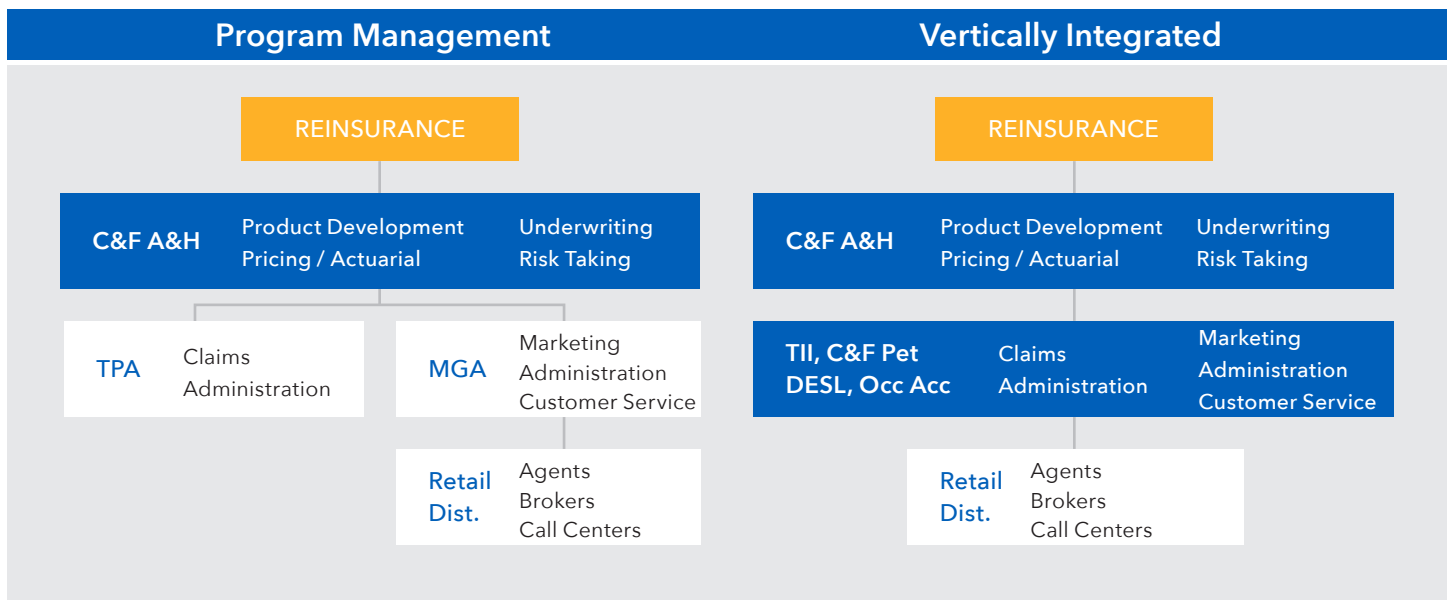 Program Management
Vertically Integrated
REINSURANCE
C&F A&H
Product Development
Pricing / Actuarial
Underwriting
Risk Taking
TPA
Claims
Administration
MGA
Marketing
Administration
Customer Service
Retail
Dist.
Agents
Brokers
Call Centers
REINSURANCE
C&F A&H
Product Development
Pricing / Actuarial
Underwriting
Risk Taking
TII, C&F Pet
DESL, Occ Acc
Claims
Administration
Marketing
Administration
Customer Service
Retail
Dist.
Agents
Brokers
Call Centers